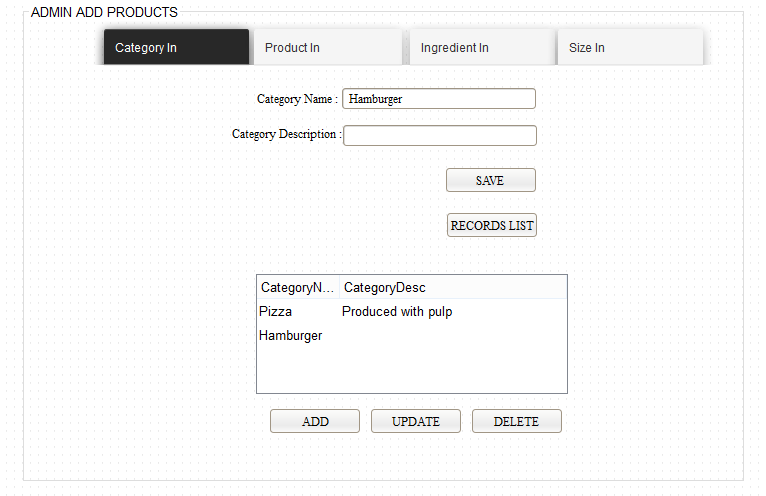 ADMIN ADD PRODUCTS
Category In Product In Ingredient In Size In
Category Name : Hamburger
Category Description :
SAVE
RECORDS LIST
CategoryN... CategoryDesc
Pizza Produced with pulp
Hamburger
ADD UPDATE DELETE